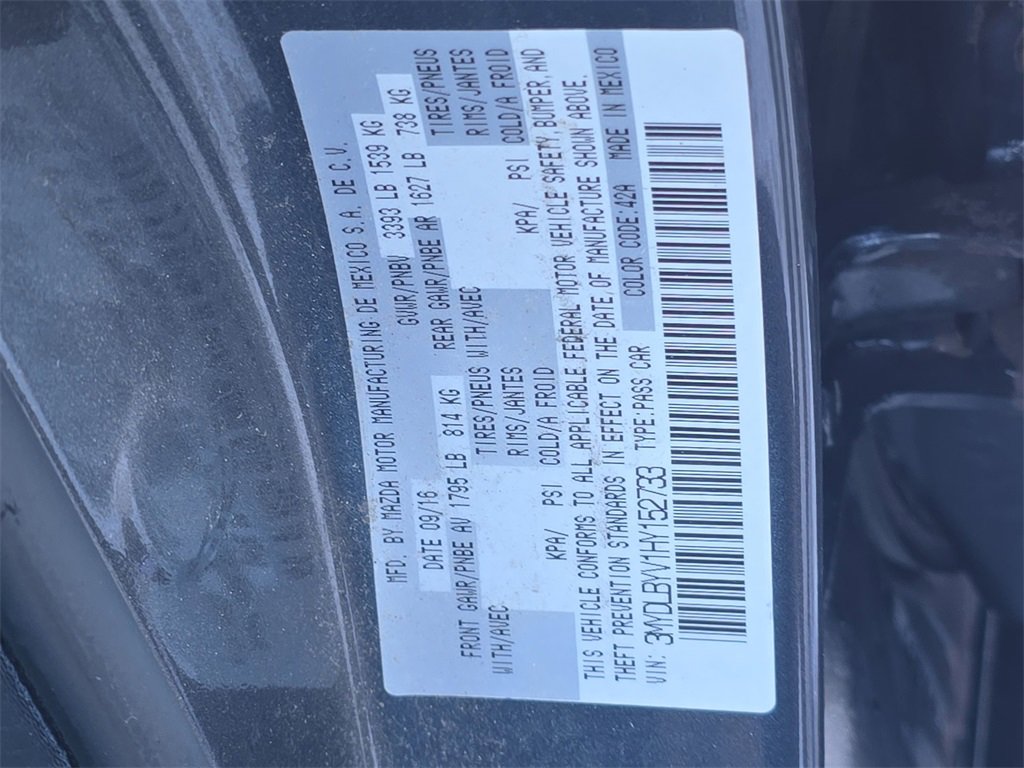 MFD. BY MAZDA MOTOR MANUFACTURING DE MEXICO S.A. DE C.V.
DATE 09/16 GVWR/PNBV 3393 LB 1539 KG
FRONT GAWR/PNBE AV 1795 LB 814 KG REAR GAWR/PNBE AR 1627 LB 738 KG
WITH/AVEC TIRES/PNEUS WITH/AVEC TIRES/PNEUS
RIMS/JANTES RIMS/JANTES
KPA/ PSI COLD/A FROID KPA/ PSI COLD/A FROID
THIS VEHICLE CONFORMS TO ALL APPLICABLE FEDERAL MOTOR VEHICLE SAFETY, BUMPER, AND
THEFT PREVENTION STANDARDS IN EFFECT ON THE DATE OF MANUFACTURE SHOWN ABOVE.
VIN: 3MYDLBYV1HY152733 TYPE:PASS CAR COLOR CODE:42A MADE IN MEXICO